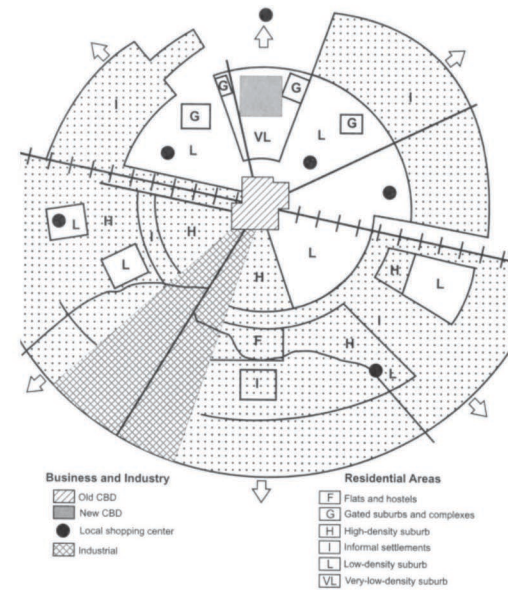 G
G
I
G
VL
L
G
I
L
L
H
I
H
L
L
L
H
H
L
I
F
H
L
I
Business and Industry
Old CBD
New CBD
Local shopping center
Industrial
Residential Areas
F Flats and hostels
G Gated suburbs and complexes
H High-density suburb
I Informal settlements
L Low-density suburb
VL Very-low-density suburb